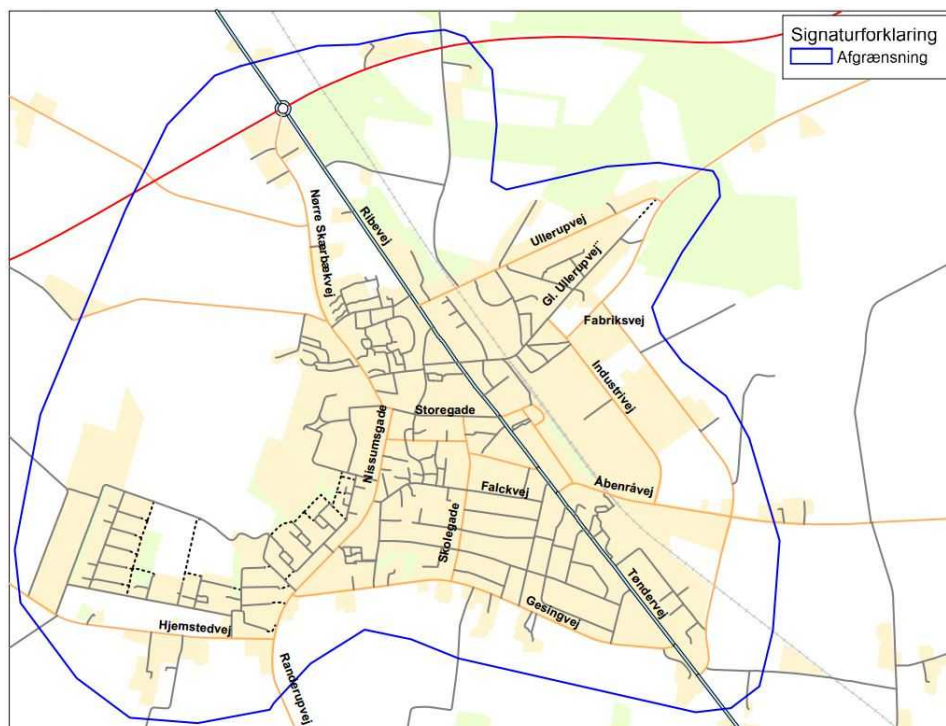 Signaturforklaring
Afgrænsning
Nørre Skærbækvej
Ribevej
Ullerupvej
Gl. Ullerupvej¨
Fabriksvej
Industrivej
Storegade
Nissumsgade
Falckvej
Åbenråvej
Skolegade
Tøndervej
Gesingvej
Hjemstedvej
Randerupvej